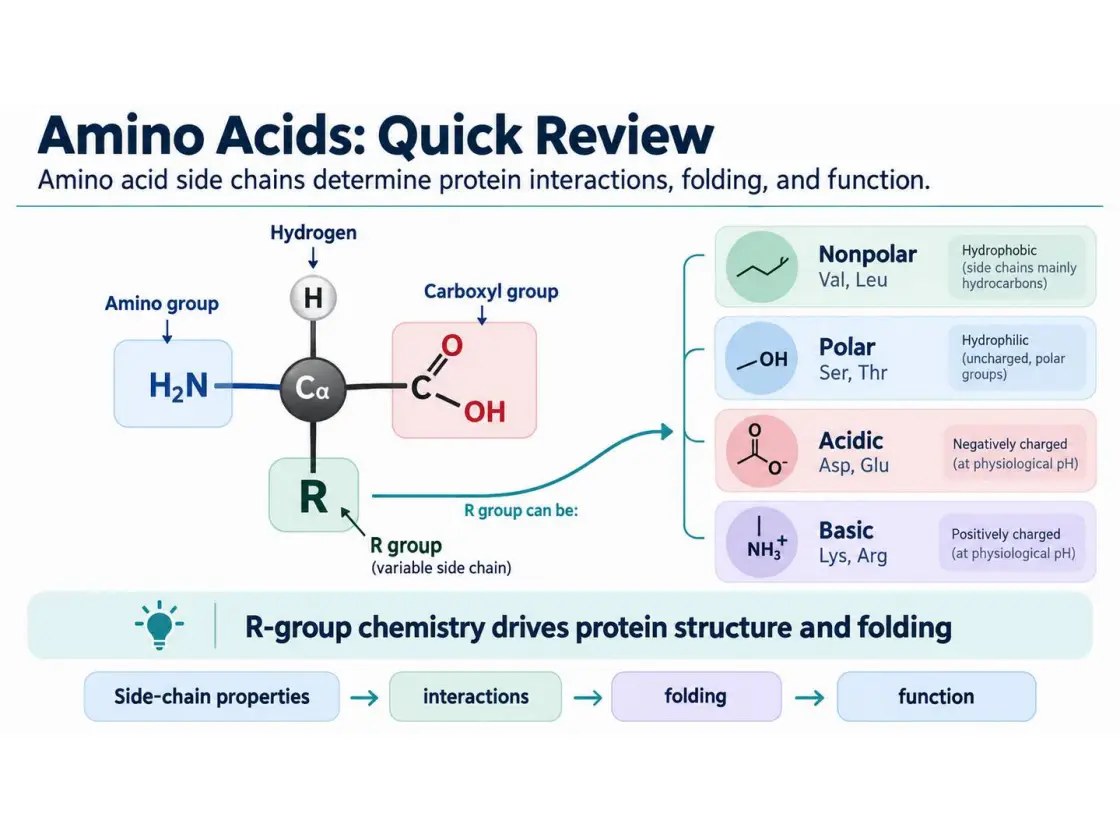 Amino Acids: Quick Review
Amino acid side chains determine protein interactions, folding, and function.
Hydrogen
H
Amino group
H₂N
Cα
Carboxyl group
O
C
OH
R
R group
(variable side chain)
R group can be:
Nonpolar
Val, Leu
Hydrophobic
(side chains mainly
hydrocarbons)
OH
Polar
Ser, Thr
Hydrophilic
(uncharged, polar
groups)
O
O⁻
Acidic
Asp, Glu
Negatively charged
(at physiological pH)
NH₃⁺
Basic
Lys, Arg
Positively charged
(at physiological pH)
R-group chemistry drives protein structure and folding
Side-chain properties
interactions
folding
function